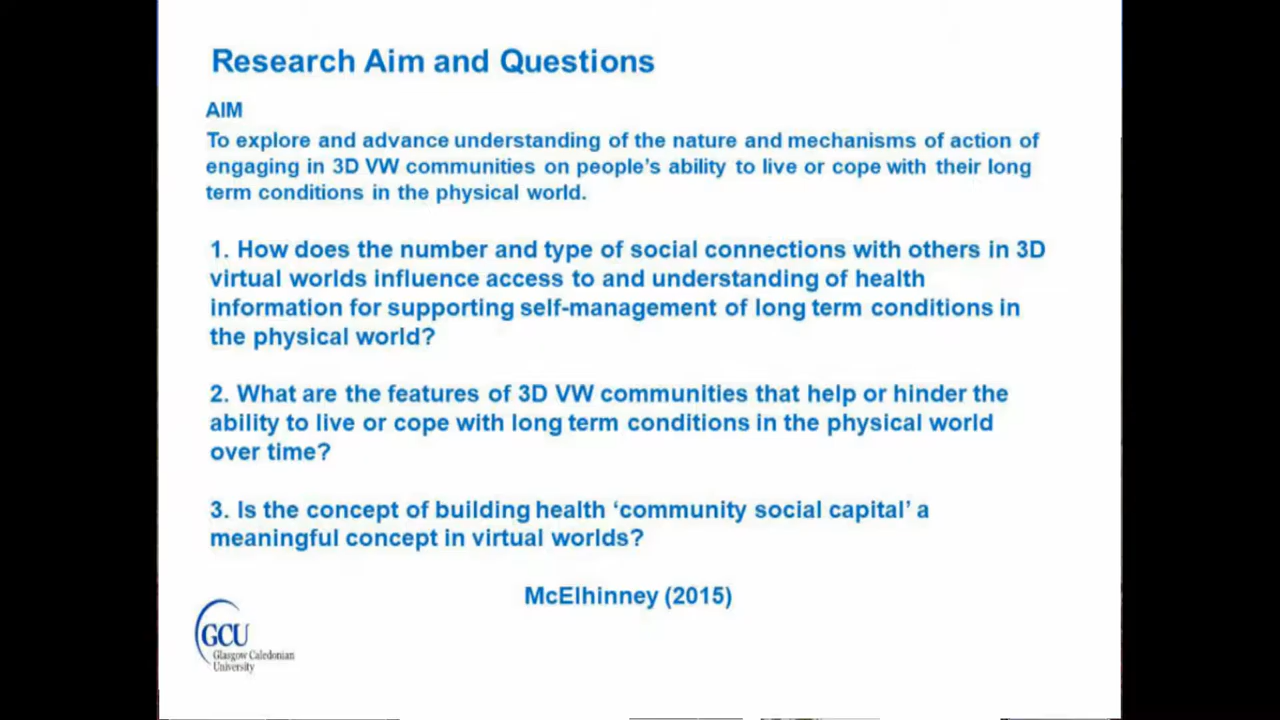 Research Aim and Questions
AIM
To explore and advance understanding of the nature and mechanisms of action of
engaging in 3D VW communities on people's ability to live or cope with their long
term conditions in the physical world.
1. How does the number and type of social connections with others in 3D
virtual worlds influence access to and understanding of health
information for supporting self-management of long term conditions in
the physical world?
2. What are the features of 3D VW communities that help or hinder the
ability to live or cope with long term conditions in the physical world
over time?
3. Is the concept of building health ‘community social capital’ a
meaningful concept in virtual worlds?
McElhinney (2015)
GCU
Glasgow Caledonian
University